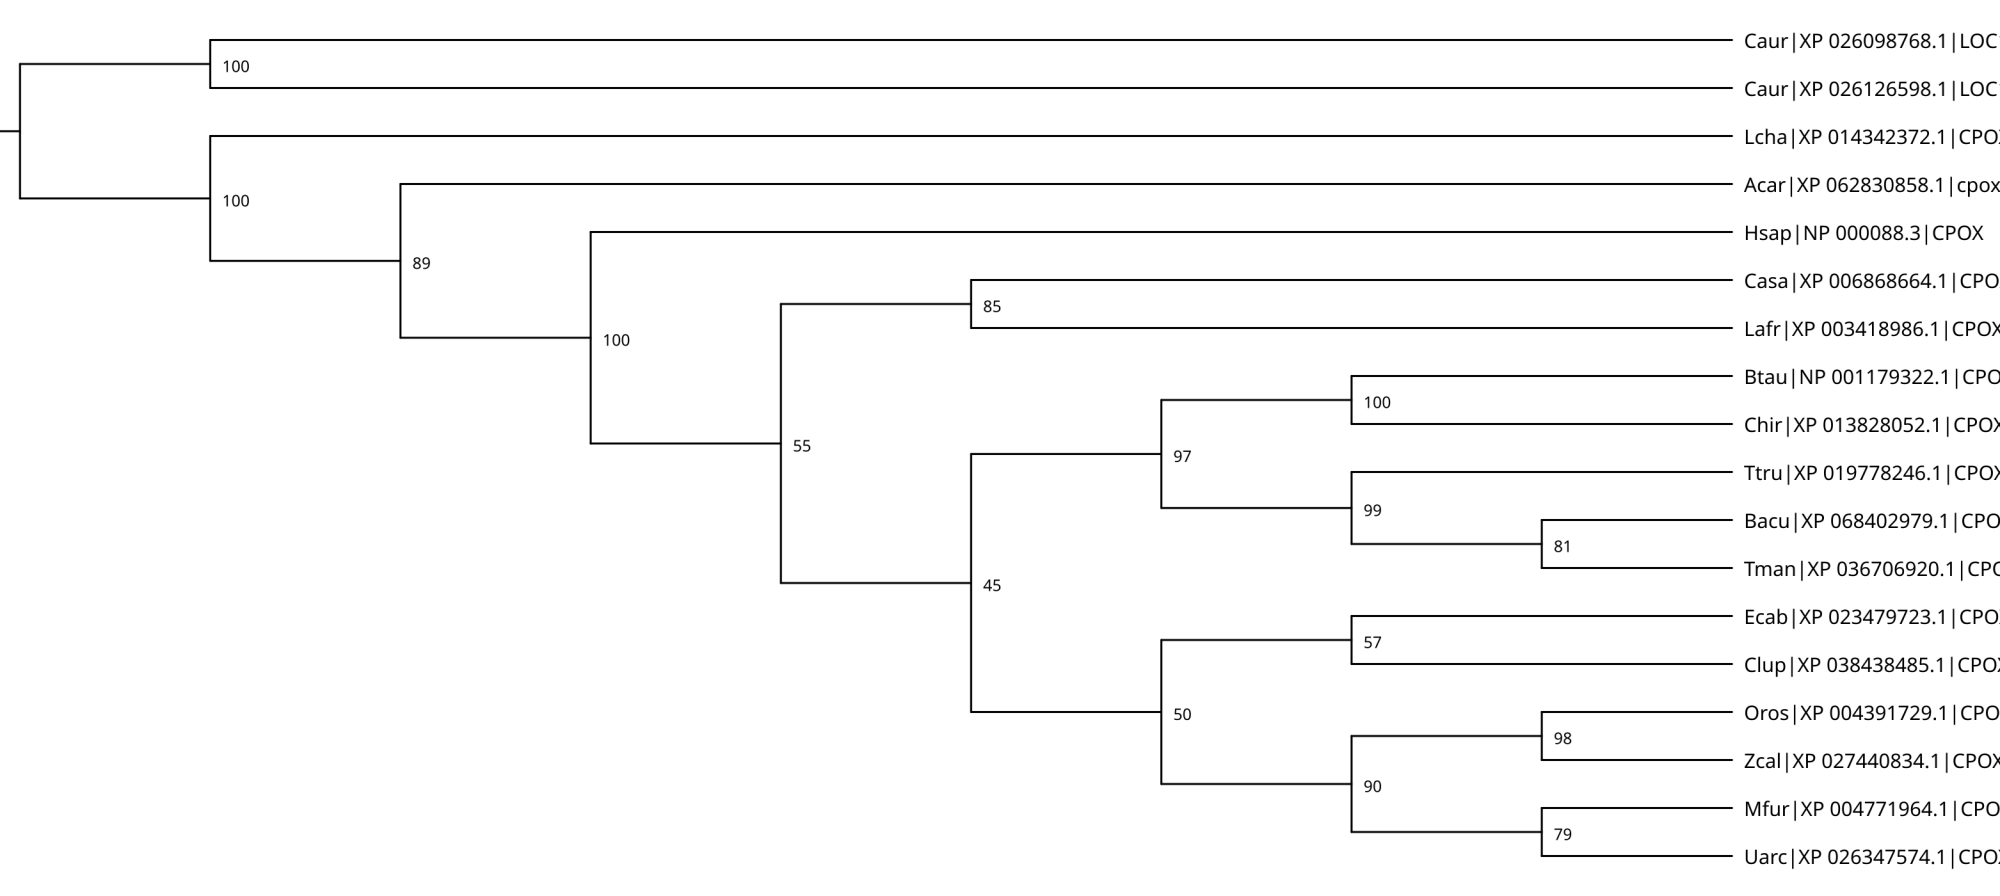 Caur|XP 026098768.1|LOC
100
Caur|XP 026126598.1|LOC
Lcha|XP 014342372.1|CPO
Acar|XP 062830858.1|cpox
100
Hsap|NP 000088.3|CPOX
89
Casa|XP 006868664.1|CPO
85
Lafr|XP 003418986.1|CPOX
100
Btau|NP 001179322.1|CPO
100
Chir|XP 013828052.1|CPOX
55
97
Ttru|XP 019778246.1|CPOX
99
Bacu|XP 068402979.1|CPO
81
Tman|XP 036706920.1|CPO
45
Ecab|XP 023479723.1|CPO
57
Clup|XP 038438485.1|CPOX
Oros|XP 004391729.1|CPO
50
98
Zcal|XP 027440834.1|CPOX
90
Mfur|XP 004771964.1|CPO
79
Uarc|XP 026347574.1|CPO